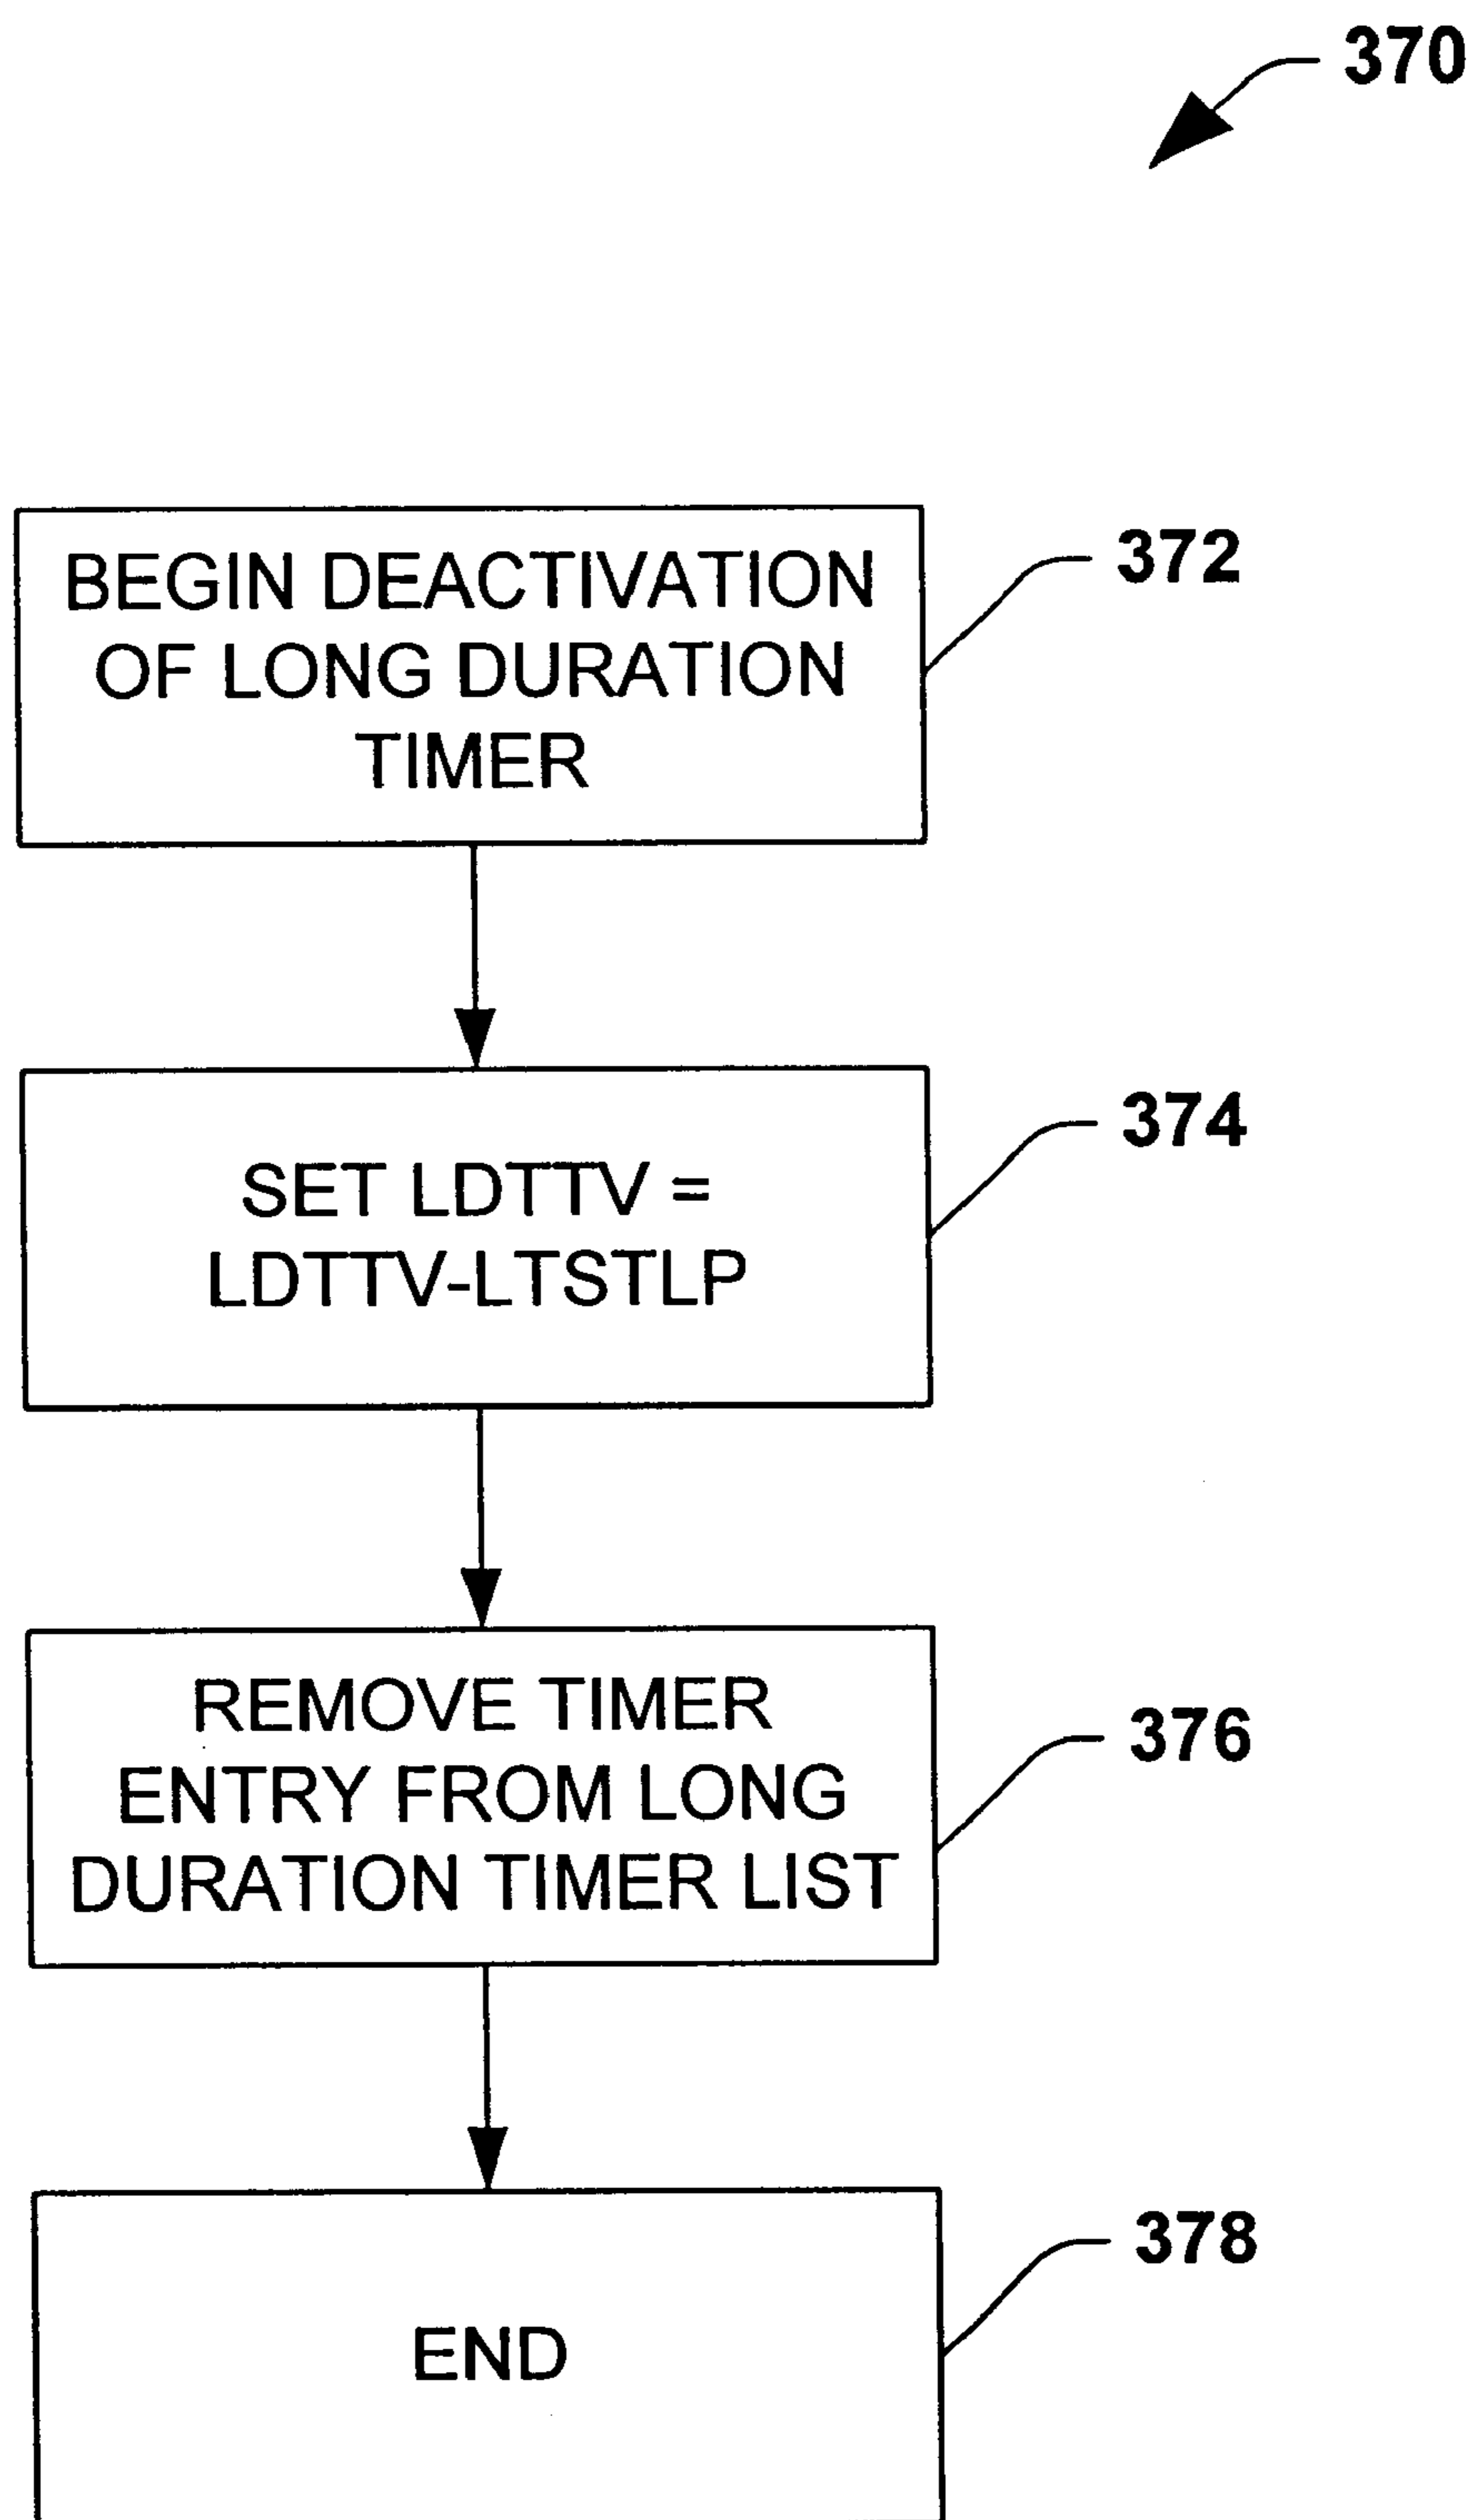 370
BEGIN DEACTIVATION
OF LONG DURATION
TIMER
372
SET LDTTV =
LDTTV-LTSTLP
374
REMOVE TIMER
ENTRY FROM LONG
DURATION TIMER LIST
376
END
378